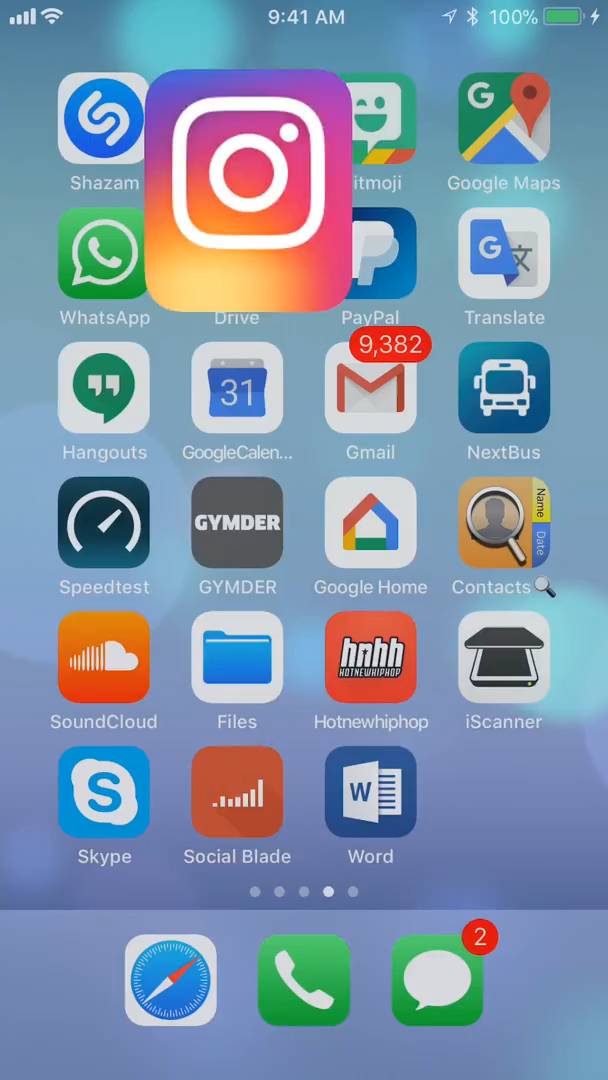 9:41 AM 100%
Shazam itmoji Google Maps
WhatsApp Drive PayPal Translate
9,382
31
Hangouts GoogleCalen... Gmail NextBus
GYMDER
Name
Date
Speedtest GYMDER Google Home Contacts
hnhh
HOTNEWHIPHOP
SoundCloud Files Hotnewhiphop iScanner
W
Skype Social Blade Word
2